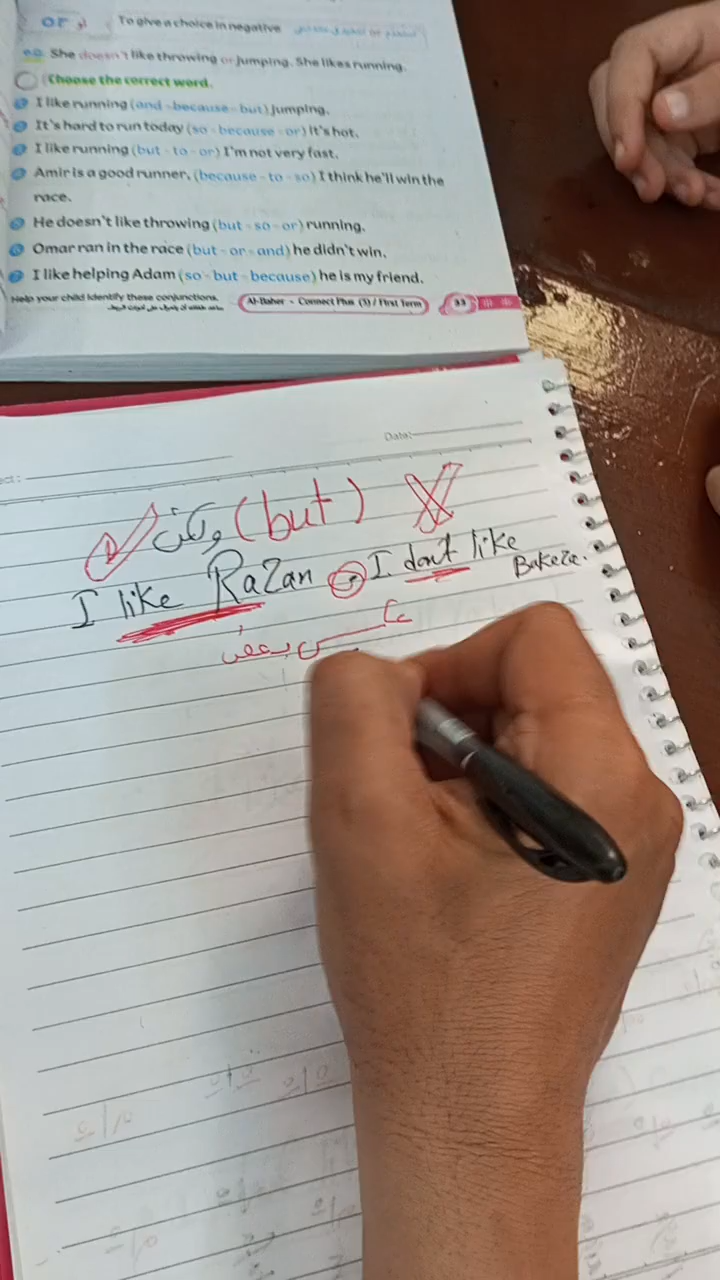 or أو To give a choice in negative
e.g. She doesn't like throwing or jumping. She likes running.
Choose the correct word.
I like running (and - because - but) jumping.
It's hard to run today (so - because - or) it's hot.
I like running (but - to - or) I'm not very fast.
Amir is a good runner, (because - to - so) I think he'll win the
race.
He doesn't like throwing (but - so - or) running.
Omar ran in the race (but - or - and) he didn't win.
I like helping Adam (so - but - because) he is my friend.
Help your child identify these conjunctions.
Al-Baher - Connect Plus (5) / First Term
33
Date:
ولكن (but)
I like Razan I don't like
Bakeze.
عكس بعض